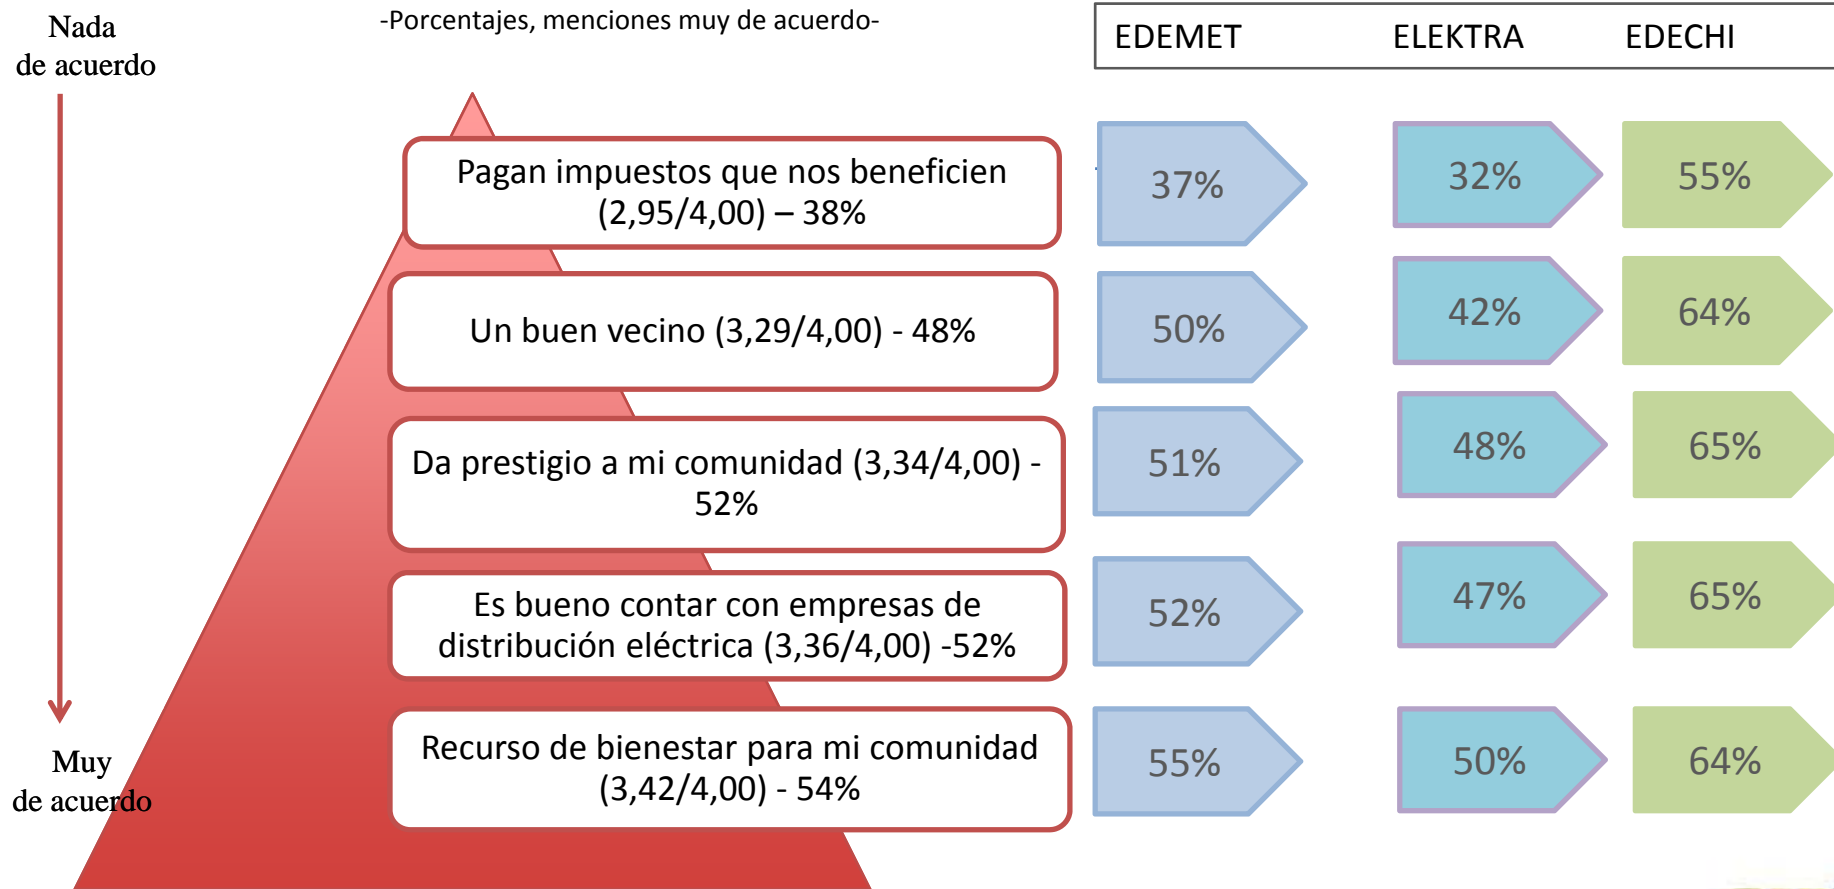 Nada
de acuerdo
-Porcentajes, menciones muy de acuerdo-
EDEMET ELEKTRA EDECHI
Pagan impuestos que nos beneficien
(2,95/4,00) – 38%
37% 32% 55%
Un buen vecino (3,29/4,00) - 48%
50% 42% 64%
Da prestigio a mi comunidad (3,34/4,00) -
52%
51% 48% 65%
Es bueno contar con empresas de
distribución eléctrica (3,36/4,00) -52%
52% 47% 65%
Recurso de bienestar para mi comunidad
(3,42/4,00) - 54%
55% 50% 64%
Muy
de acuerdo